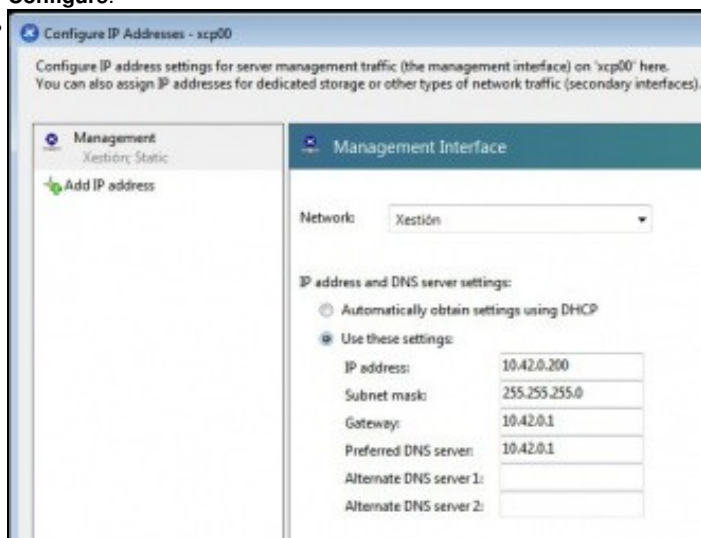 Configure.
Configure IP Addresses - xcp00
Configure IP address settings for server management traffic (the management interface) on 'xcp00' here.
You can also assign IP addresses for dedicated storage or other types of network traffic (secondary interfaces).
Management
Xestión; Static
Add IP address
Management Interface
Network: Xestión
IP address and DNS server settings:
Automatically obtain settings using DHCP
Use these settings:
IP address: 10.42.0.200
Subnet mask: 255.255.255.0
Gateway: 10.42.0.1
Preferred DNS server: 10.42.0.1
Alternate DNS server 1:
Alternate DNS server 2: